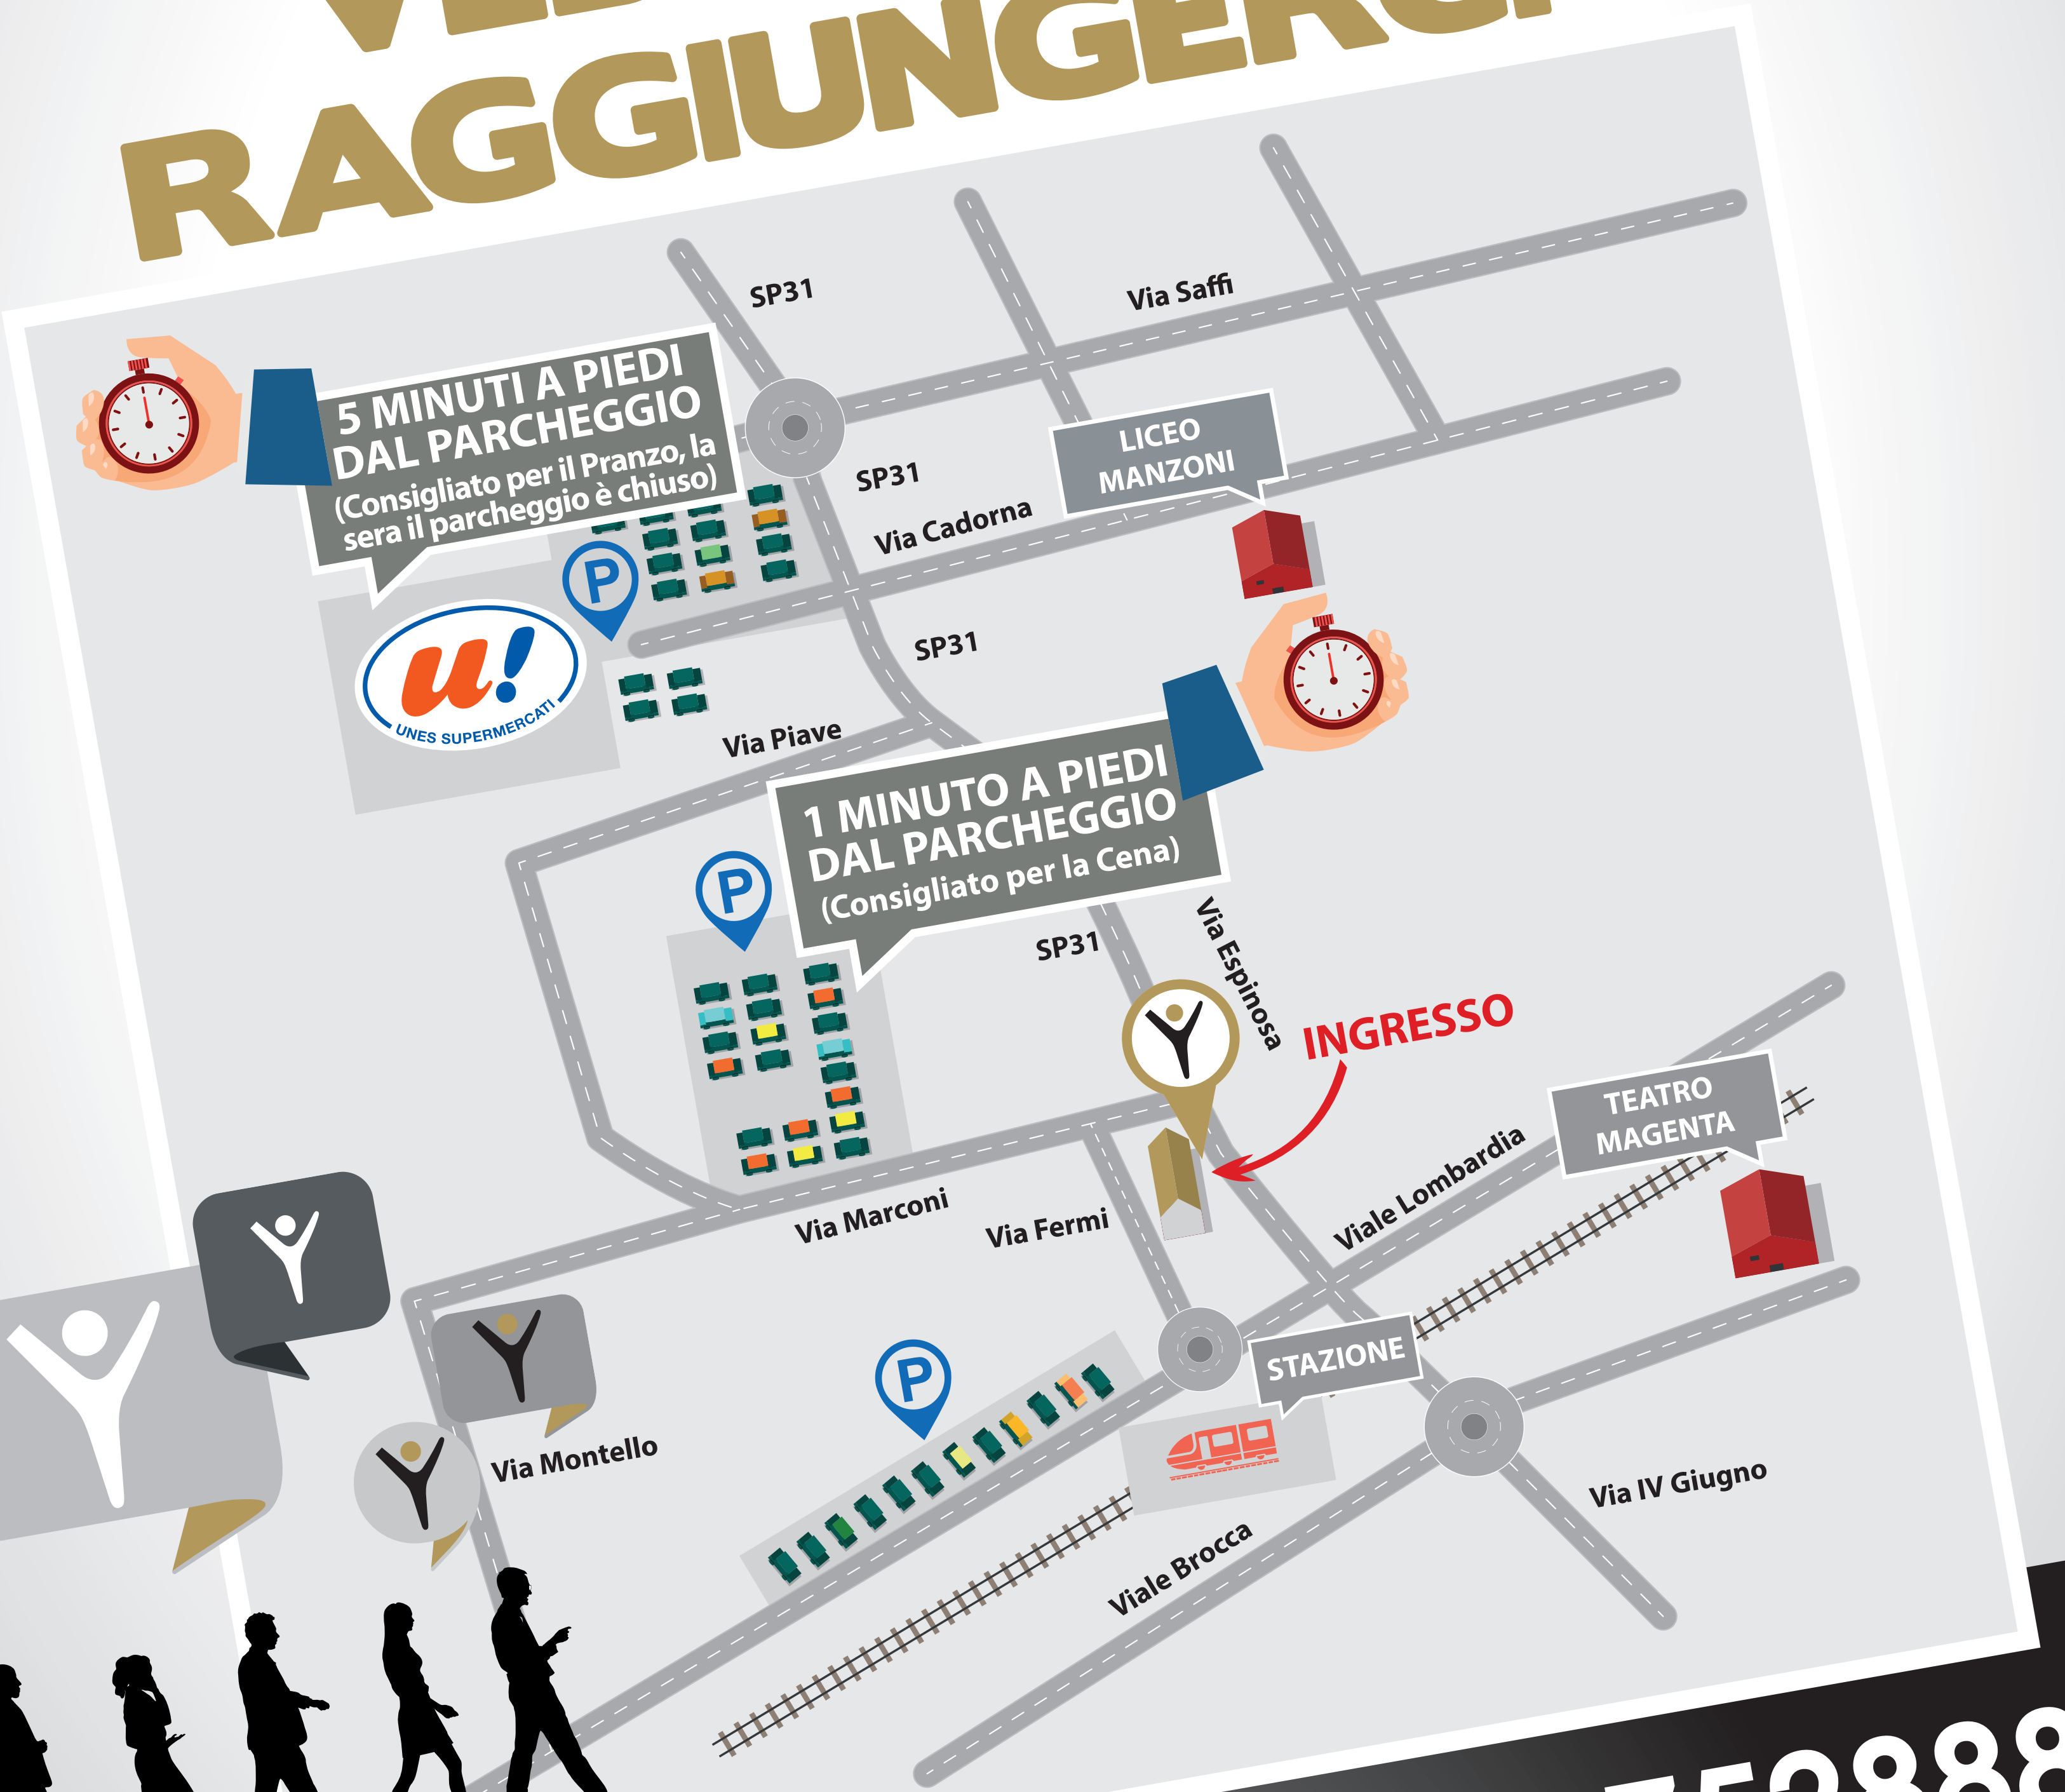 RAGGIUNGERCI
SP31
Via Saffi
5 MINUTI A PIEDI
DAL PARCHEGGIO
(Consigliato per il Pranzo, la
sera il parcheggio è chiuso)
LICEO
MANZONI
SP31
Via Cadorna
P
SP31
u!
UNES SUPERMERCATI
Via Piave
1 MINUTO A PIEDI
DAL PARCHEGGIO
(Consigliato per la Cena)
P
SP31
Via Espinosa
INGRESSO
TEATRO
MAGENTA
Viale Lombardia
Via Marconi
Via Fermi
STAZIONE
P
Via Montello
Via IV Giugno
Viale Brocca